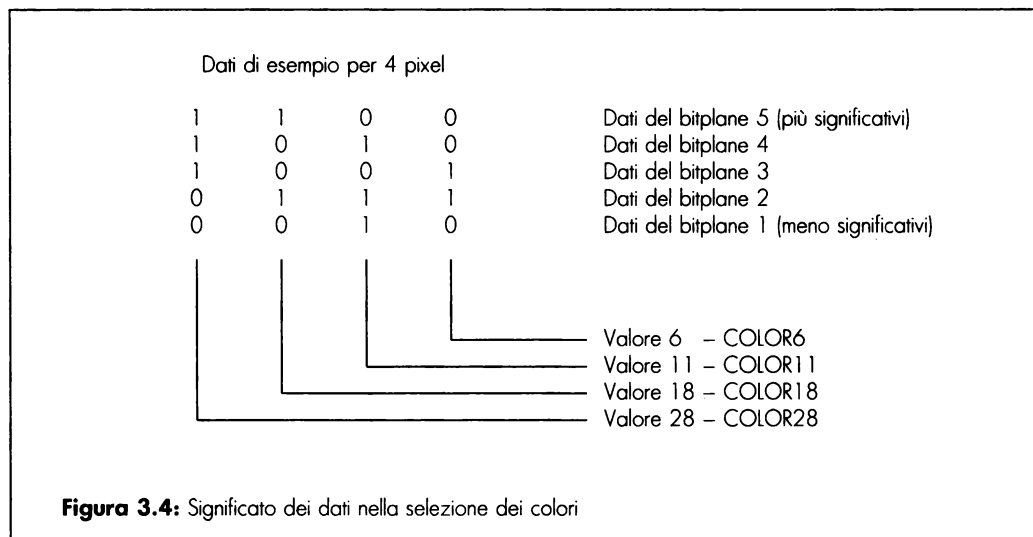 Dati di esempio per 4 pixel
1 1 0 0 Dati del bitplane 5 (più significativi)
1 0 1 0 Dati del bitplane 4
1 0 0 1 Dati del bitplane 3
0 1 1 1 Dati del bitplane 2
0 0 1 0 Dati del bitplane 1 (meno significativi)
Valore 6 – COLOR6
Valore 11 – COLOR11
Valore 18 – COLOR18
Valore 28 – COLOR28
Figura 3.4: Significato dei dati nella selezione dei colori